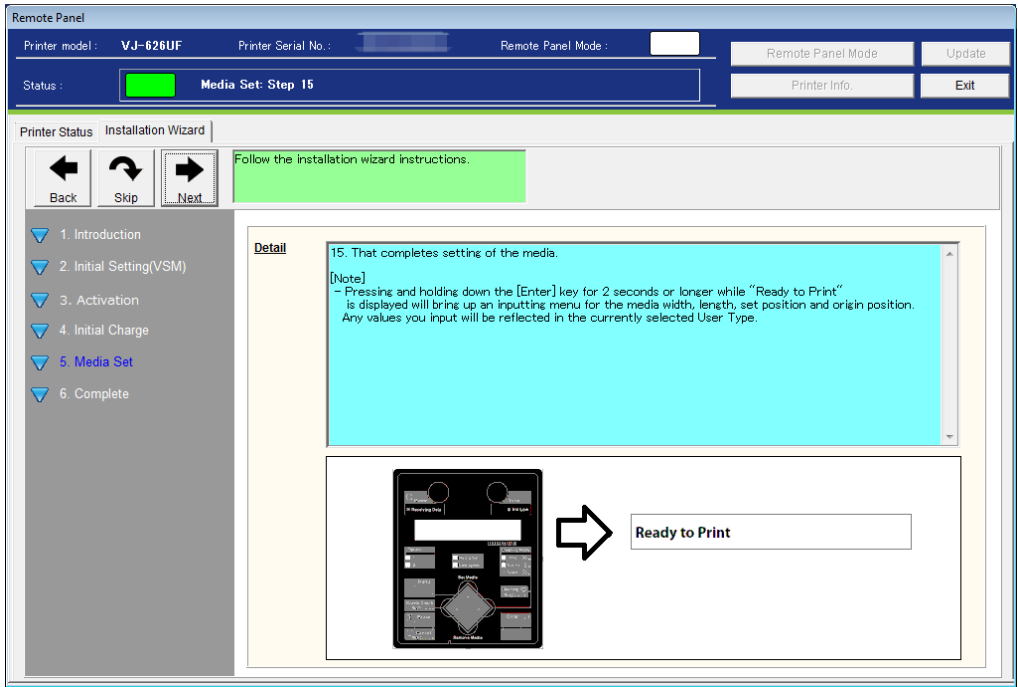 Remote Panel
Printer model : VJ-626UF Printer Serial No. : Remote Panel Mode :
Remote Panel Mode Update
Status : Media Set: Step 15
Printer Info. Exit
Printer Status Installation Wizard
Back Skip Next
Follow the installation wizard instructions.
1. Introduction
2. Initial Setting(VSM)
3. Activation
4. Initial Charge
5. Media Set
6. Complete
Detail
15. That completes setting of the media.
[Note]
- Pressing and holding down the [Enter] key for 2 seconds or longer while "Ready to Print"
is displayed will bring up an inputting menu for the media width, length, set position and origin position.
Any values you input will be reflected in the currently selected User Type.
Set Media
Remove Media
Ready to Print